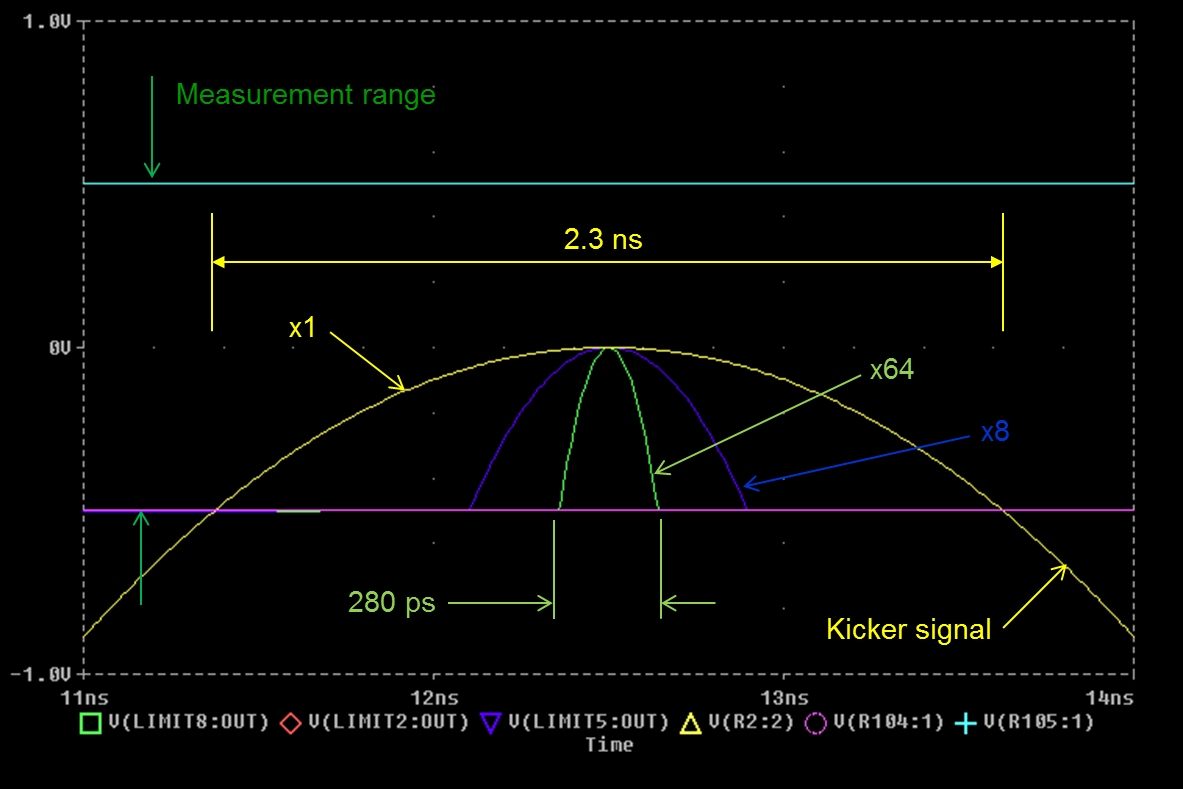 1.0V
Measurement range
2.3 ns
x1
0V
x64
x8
280 ps
Kicker signal
-1.0V
11ns 12ns 13ns 14ns
V(LIMIT8:OUT) V(LIMIT2:OUT) V(LIMIT5:OUT) V(R2:2) V(R104:1) V(R105:1)
Time